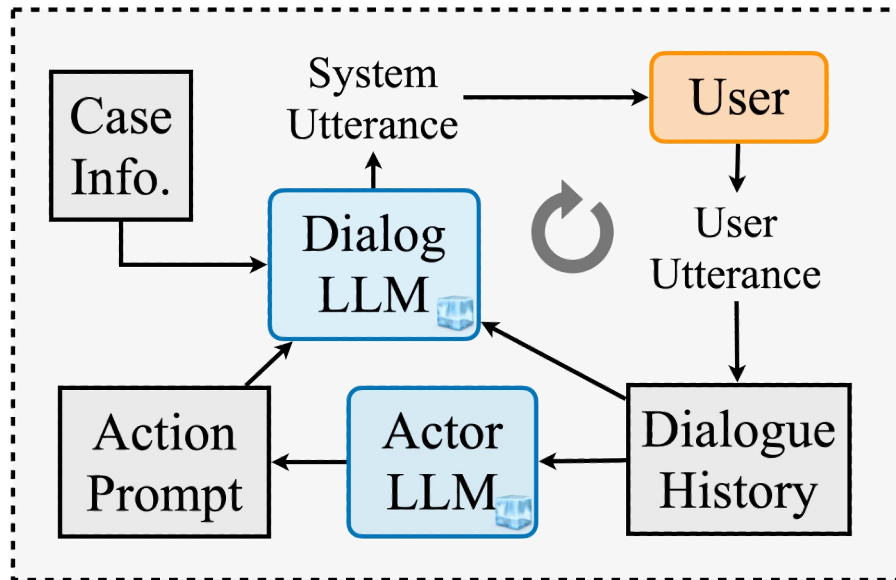 Case
Info.
System
Utterance
User
Dialog
LLM
User
Utterance
Action
Prompt
Actor
LLM
Dialogue
History